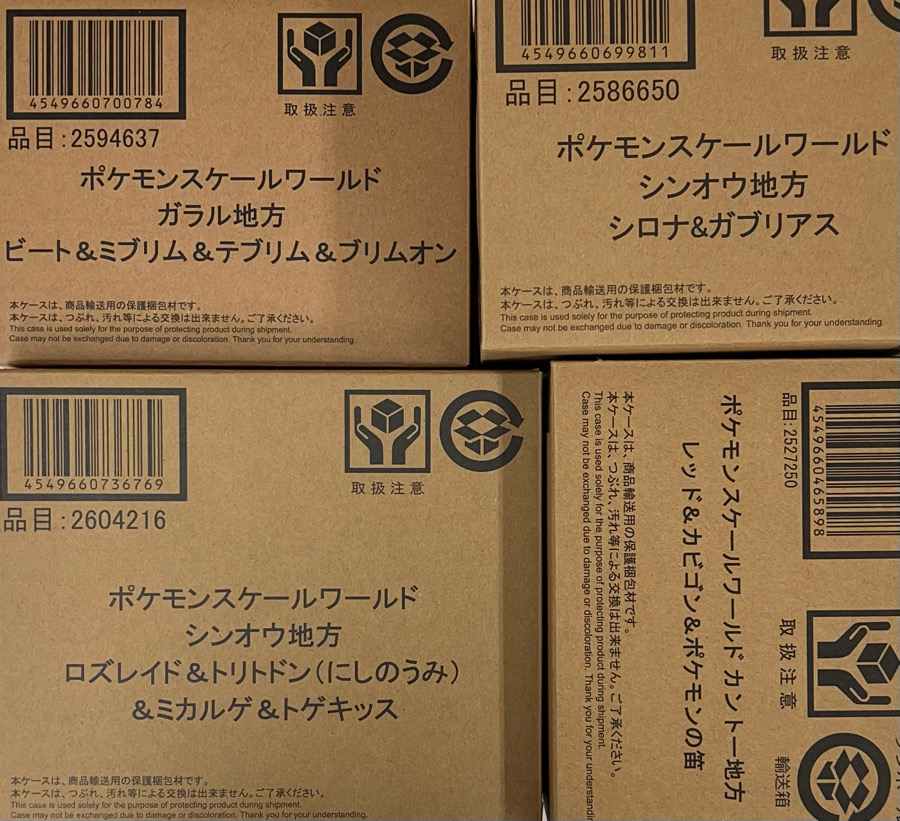 4549660700784
取扱注意
品目:2594637
ポケモンスケールワールド
ガラル地方
ビート&ミブリム&テブリム&ブリムオン
本ケースは、商品輸送用の保護梱包材です。
本ケースは、つぶれ、汚れ等による交換は出来ません。ご了承ください。
This case is used solely for the purpose of protecting product during shipment.
Case may not be exchanged due to damage or discoloration. Thank you for your understanding.
4549660699811
取扱注意
品目:2586650
ポケモンスケールワールド
シンオウ地方
シロナ&ガブリアス
本ケースは、商品輸送用の保護梱包材です。
本ケースは、つぶれ、汚れ等による交換は出来ません。ご了承ください。
This case is used solely for the purpose of protecting product during shipment.
Case may not be exchanged due to damage or discoloration. Thank you for your understanding.
4549660736769
取扱注意
品目:2604216
ポケモンスケールワールド
シンオウ地方
ロズレイド&トリトドン(にしのうみ)
&ミカルゲ&トゲキッス
本ケースは、商品輸送用の保護梱包材です。
本ケースは、つぶれ、汚れ等による交換は出来ません。ご了承ください。
This case is used solely for the purpose of protecting product during shipment.
Case may not be exchanged due to damage or discoloration. Thank you for your understanding.
4549660465898
取扱注意
輸送箱
品目:2527250
ポケモンスケールワールド カントー地方
レッド&カビゴン&ポケモンの笛
本ケースは、商品輸送用の保護梱包材です。
本ケースは、つぶれ、汚れ等による交換は出来ません。ご了承ください。
This case is used solely for the purpose of protecting product during shipment.
Case may not be exchanged due to damage or discoloration. Thank you for your